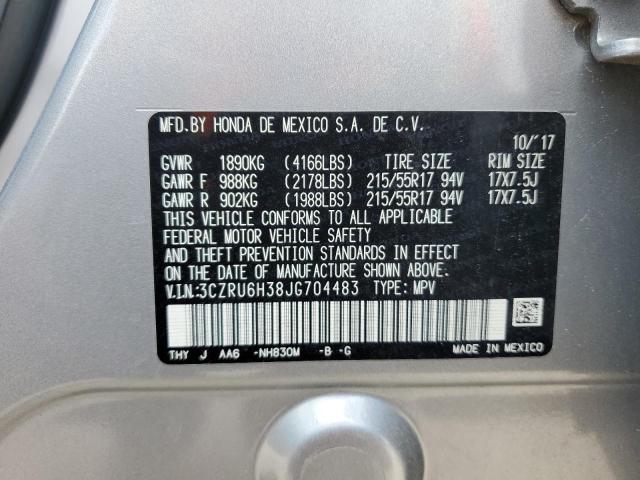 MFD.BY HONDA DE MEXICO S.A. DE C.V.
10/'17
GVWR 1890KG (4166LBS) TIRE SIZE RIM SIZE
GAWR F 988KG (2178LBS) 215/55R17 94V 17X7.5J
GAWR R 902KG (1988LBS) 215/55R17 94V 17X7.5J
THIS VEHICLE CONFORMS TO ALL APPLICABLE
FEDERAL MOTOR VEHICLE SAFETY
AND THEFT PREVENTION STANDARDS IN EFFECT
ON THE DATE OF MANUFACTURE SHOWN ABOVE.
V.I.N:3CZRU6H38JG704483 TYPE: MPV
THY J AA6 -NH830M -B -G MADE IN MEXICO